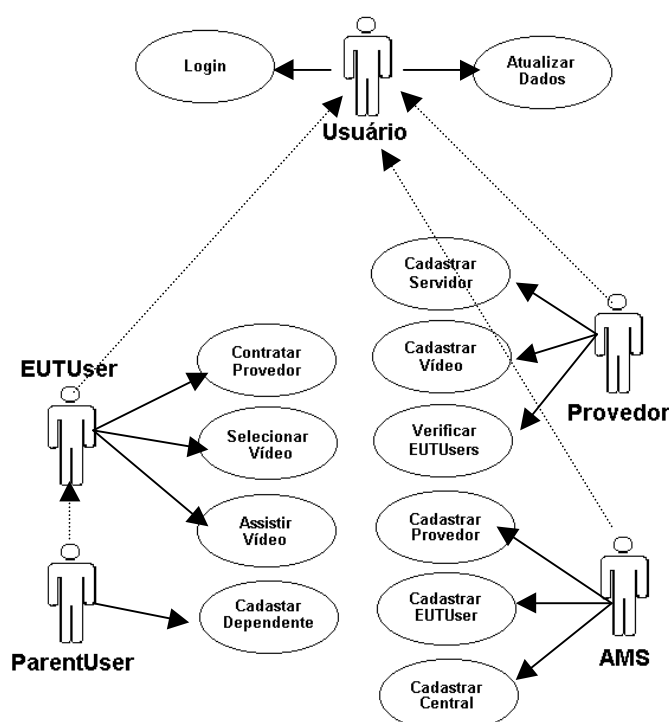 Login
Atualizar
Dados
Usuário
Cadastrar
Servidor
EUTUser
Contratar
Provedor
Cadastrar
Vídeo
Provedor
Selecionar
Vídeo
Verificar
EUTUsers
Assistir
Vídeo
Cadastrar
Provedor
Cadastar
Dependente
Cadastrar
EUTUser
ParentUser
AMS
Cadastrar
Central